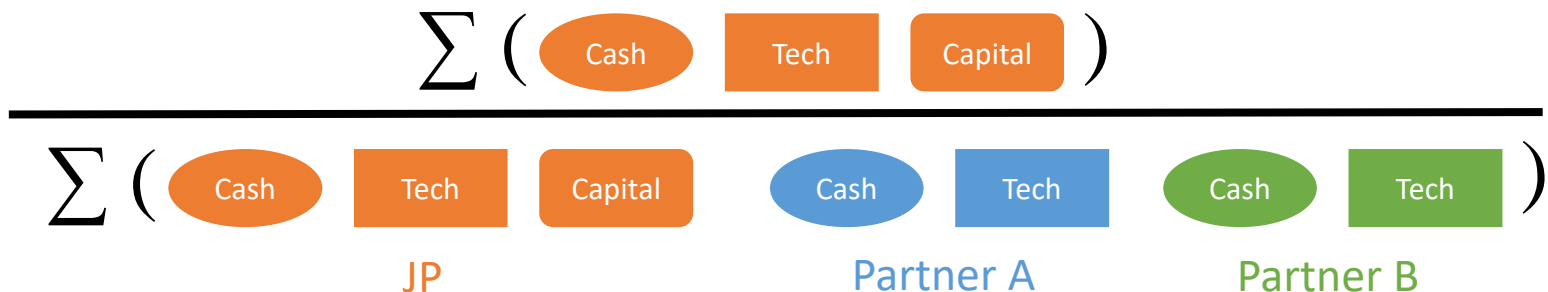 ∑ ( Cash Tech Capital )
∑ ( Cash Tech Capital Cash Tech Cash Tech )
JP Partner A Partner B